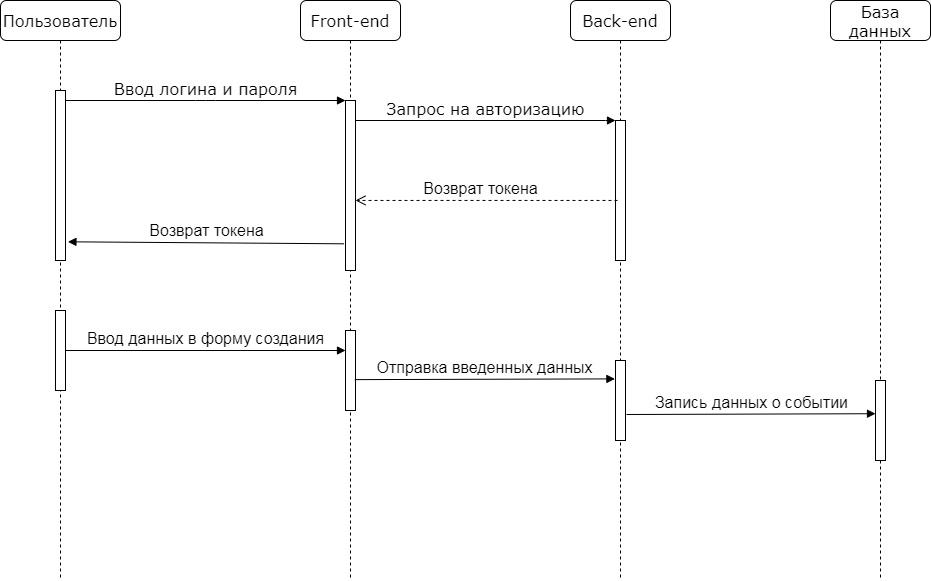 Пользователь
Front-end
Back-end
База
данных
Ввод логина и пароля
Запрос на авторизацию
Возврат токена
Возврат токена
Ввод данных в форму создания
Отправка введенных данных
Запись данных о событии